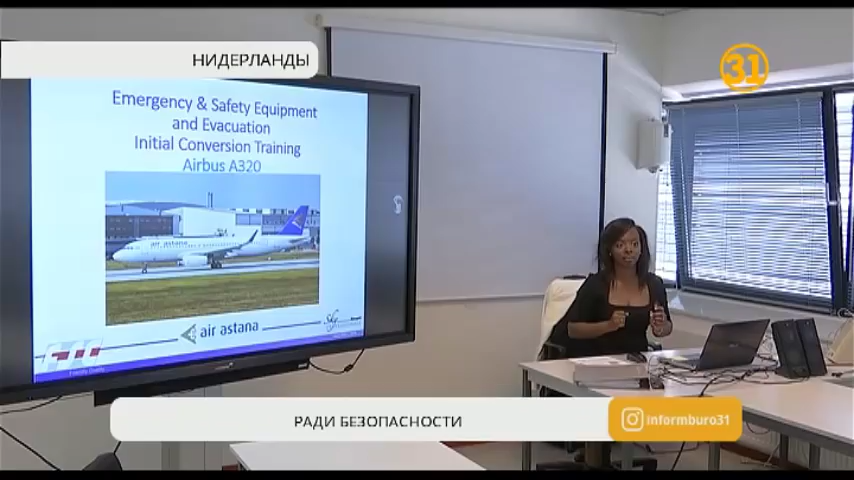 НИДЕРЛАНДЫ
31
Emergency & Safety Equipment
and Evacuation
Initial Conversion Training
Airbus A320
air astana
air astana
РАДИ БЕЗОПАСНОСТИ
informburo31